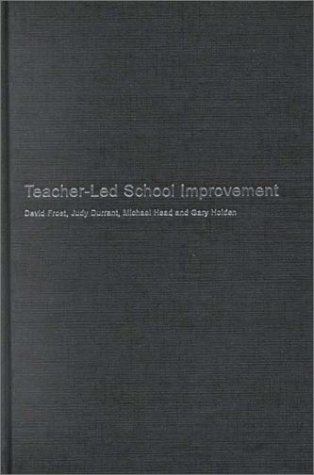 Teacher-Led School Improvement
David Frost, Judy Durrant, Michael Head and Gary Holden